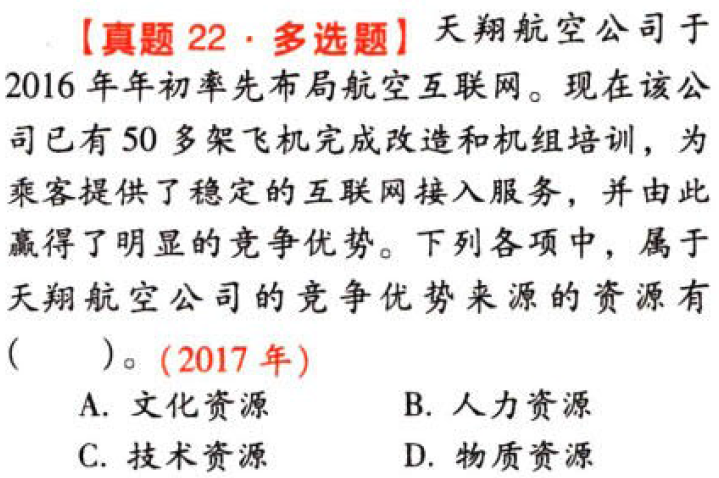 【真题 22 · 多选题】天翔航空公司于
2016 年年初率先布局航空互联网。现在该公
司已有 50 多架飞机完成改造和机组培训，为
乘客提供了稳定的互联网接入服务，并由此
赢得了明显的竞争优势。下列各项中，属于
天翔航空公司的竞争优势来源的资源有
(　　)。(2017 年)
A. 文化资源　　B. 人力资源
C. 技术资源　　D. 物质资源